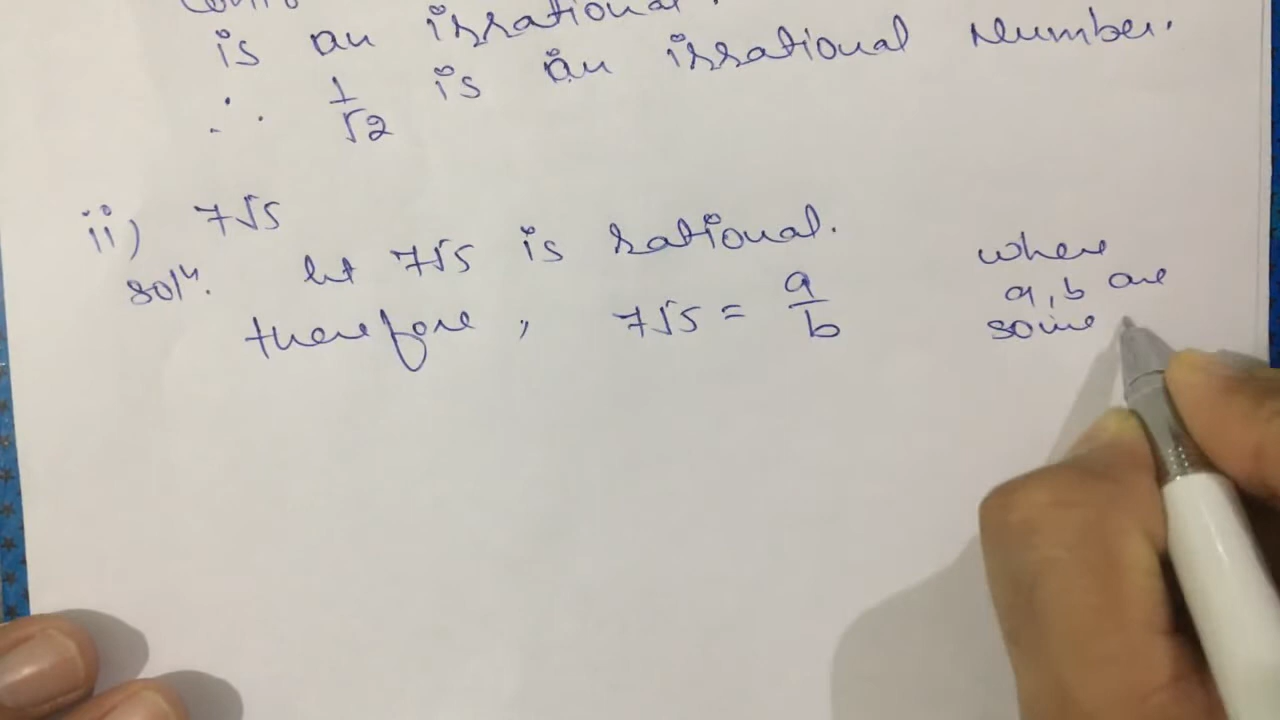 is an irrational.
∴ 1/√2 is an irrational Number.
ii) 7√5
Solⁿ. let 7√5 is rational.
therefore, 7√5 = a/b
where
a, b are
some